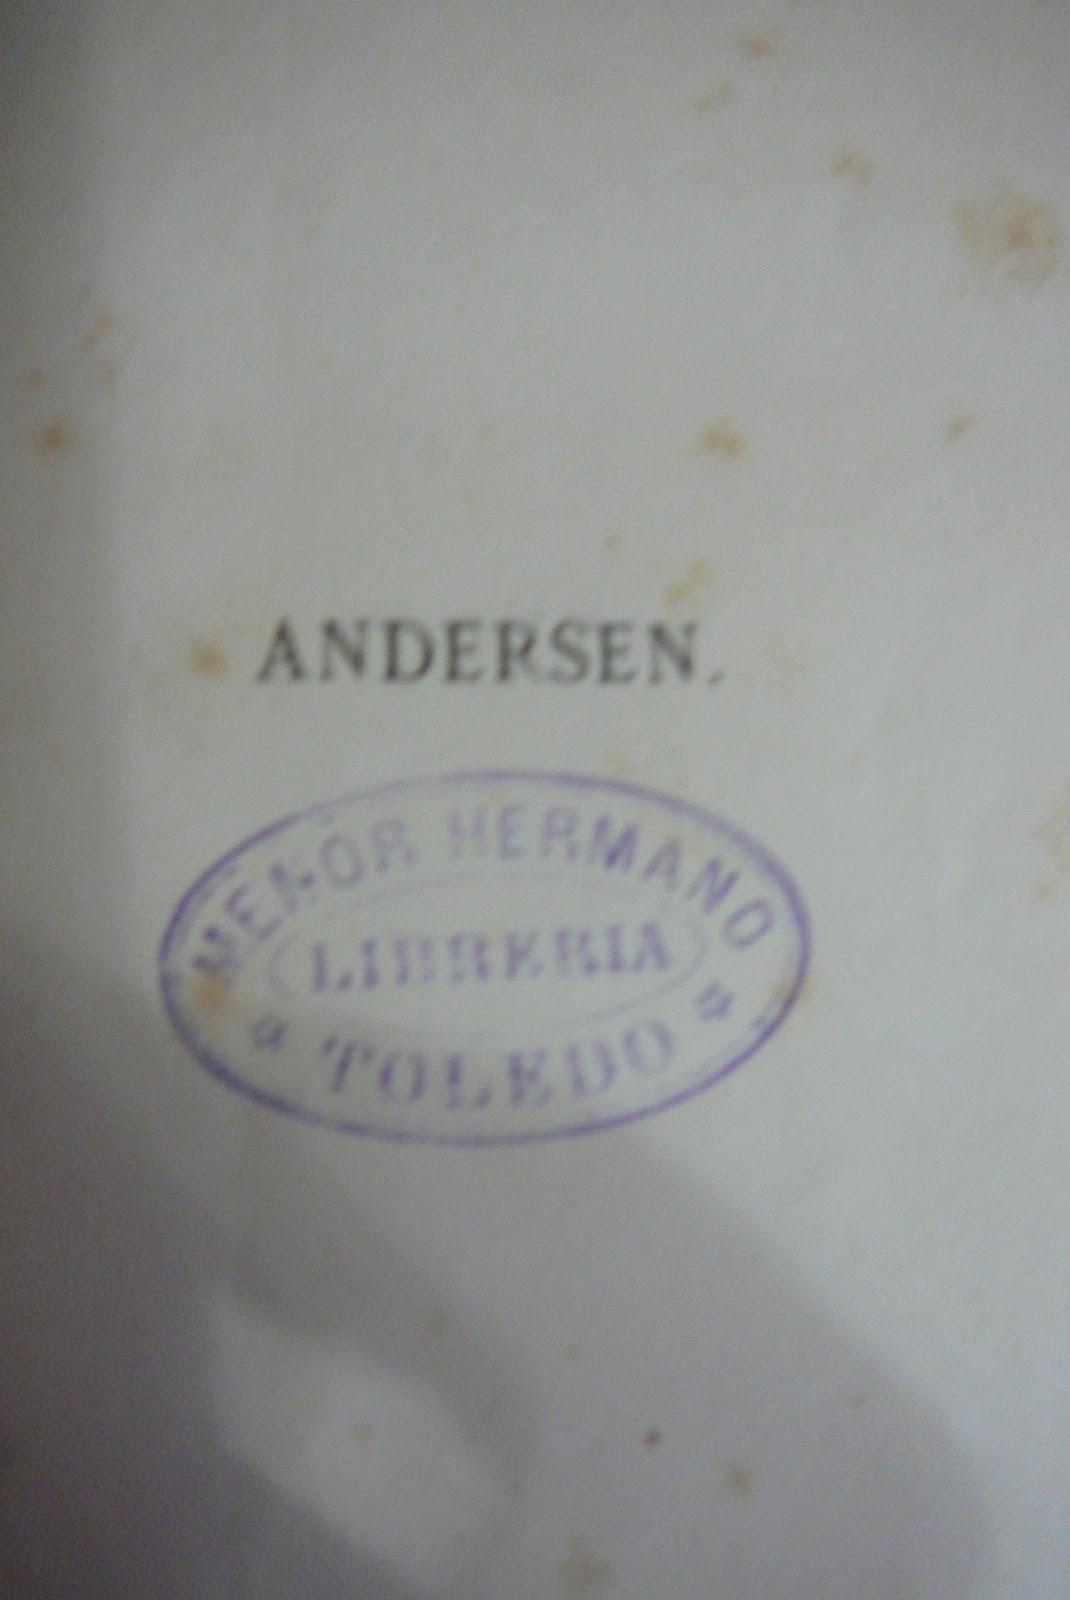 ANDERSEN.
MENOR HERMANO
LIBRERIA
TOLEDO